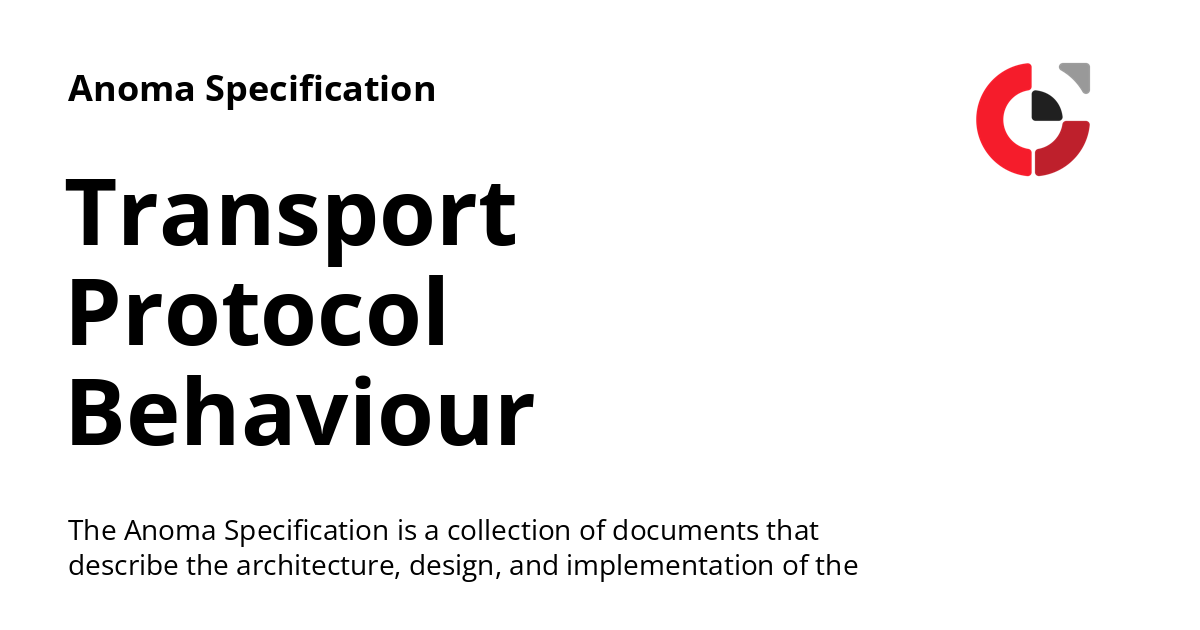 Anoma Specification
Transport
Protocol
Behaviour
The Anoma Specification is a collection of documents that
describe the architecture, design, and implementation of the